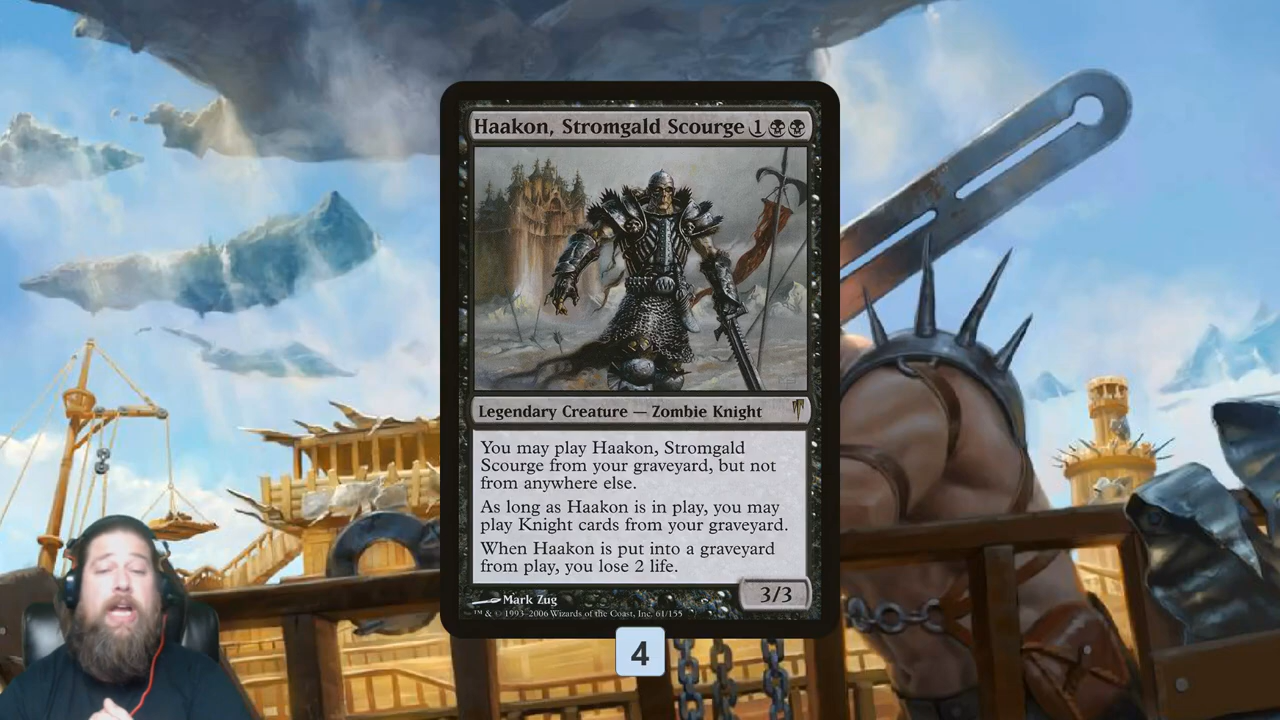 Haakon, Stromgald Scourge 1
Legendary Creature — Zombie Knight
You may play Haakon, Stromgald
Scourge from your graveyard, but not
from anywhere else.
As long as Haakon is in play, you may
play Knight cards from your graveyard.
When Haakon is put into a graveyard
from play, you lose 2 life.
Mark Zug
3/3
™ & © 1993–2006 Wizards of the Coast, Inc. 61/155
4